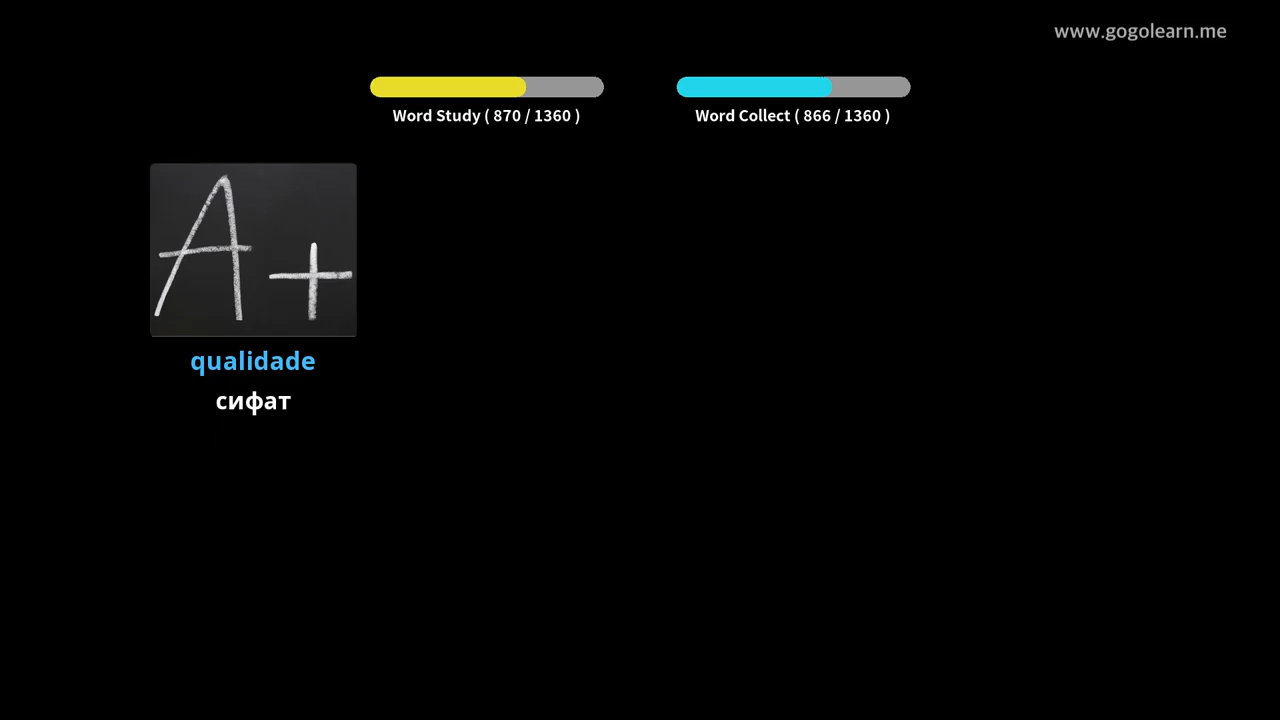 www.gogolearn.me
Word Study ( 870 / 1360 )
Word Collect ( 866 / 1360 )
A+
qualidade
сифат